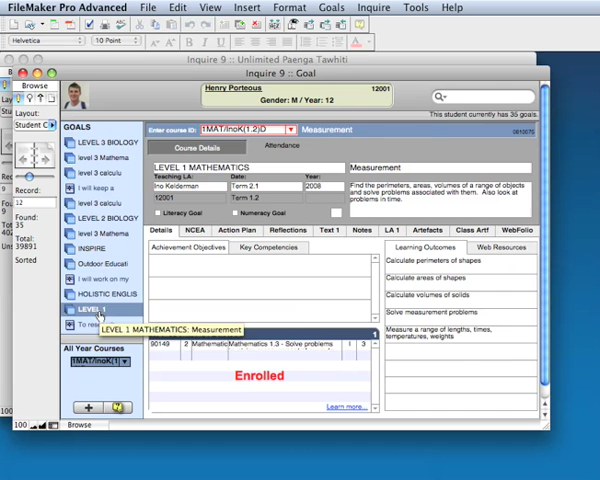 FileMaker Pro Advanced File Edit View Insert Format Records Scripts Inquire Tools Help
Helvetica 10 Point
Inquire 9 :: Unlimited Paenga Tawhiti
Inquire 9 :: Goal
Browse
Layout:
Student C
Record:
12
Found:
35
Total:
39891
Sorted
Henry Porteous 12001
Gender: M / Year: 12
This student currently has 35 goals.
GOALS
LEVEL 3 BIOLOGY
level 3 Mathema
level 3 calculu
I will keep a
level 3 calculu
LEVEL 2 BIOLOGY
level 3 Mathema
INSPIRE
Outdoor Educati
I will work on my
HOLISTIC ENGLIS
LEVEL 1
To rese
LEVEL 1 MATHEMATICS: Measurement
All Year Courses
1MAT/InoK(1
Enter course ID: 1MAT/InoK(1.2)D Measurement
Course Details Attendance
LEVEL 1 MATHEMATICS Measurement
Teaching LA: Date: Year:
Ino Kelderman Term 2.1 2008
12001 Term 1.2
Literacy Goal Numeracy Goal
Find the perimeters, areas, volumes of a range of objects
and solve problems associated with them. Also look at
problems in time.
Details NCEA Action Plan Reflections Text 1 Notes LA 1 Artefacts Class Artf WebFolio
Achievement Objectives Key Competencies
Learning Outcomes Web Resources
Calculate perimeters of shapes
Calculate areas of shapes
Calculate volumes of solids
Solve measurement problems
Measure a range of lengths, times,
temperatures, weights
90149 2 Mathematic Mathematics 1.3 - Solve problems I 3
Enrolled
Learn more...
100 Browse